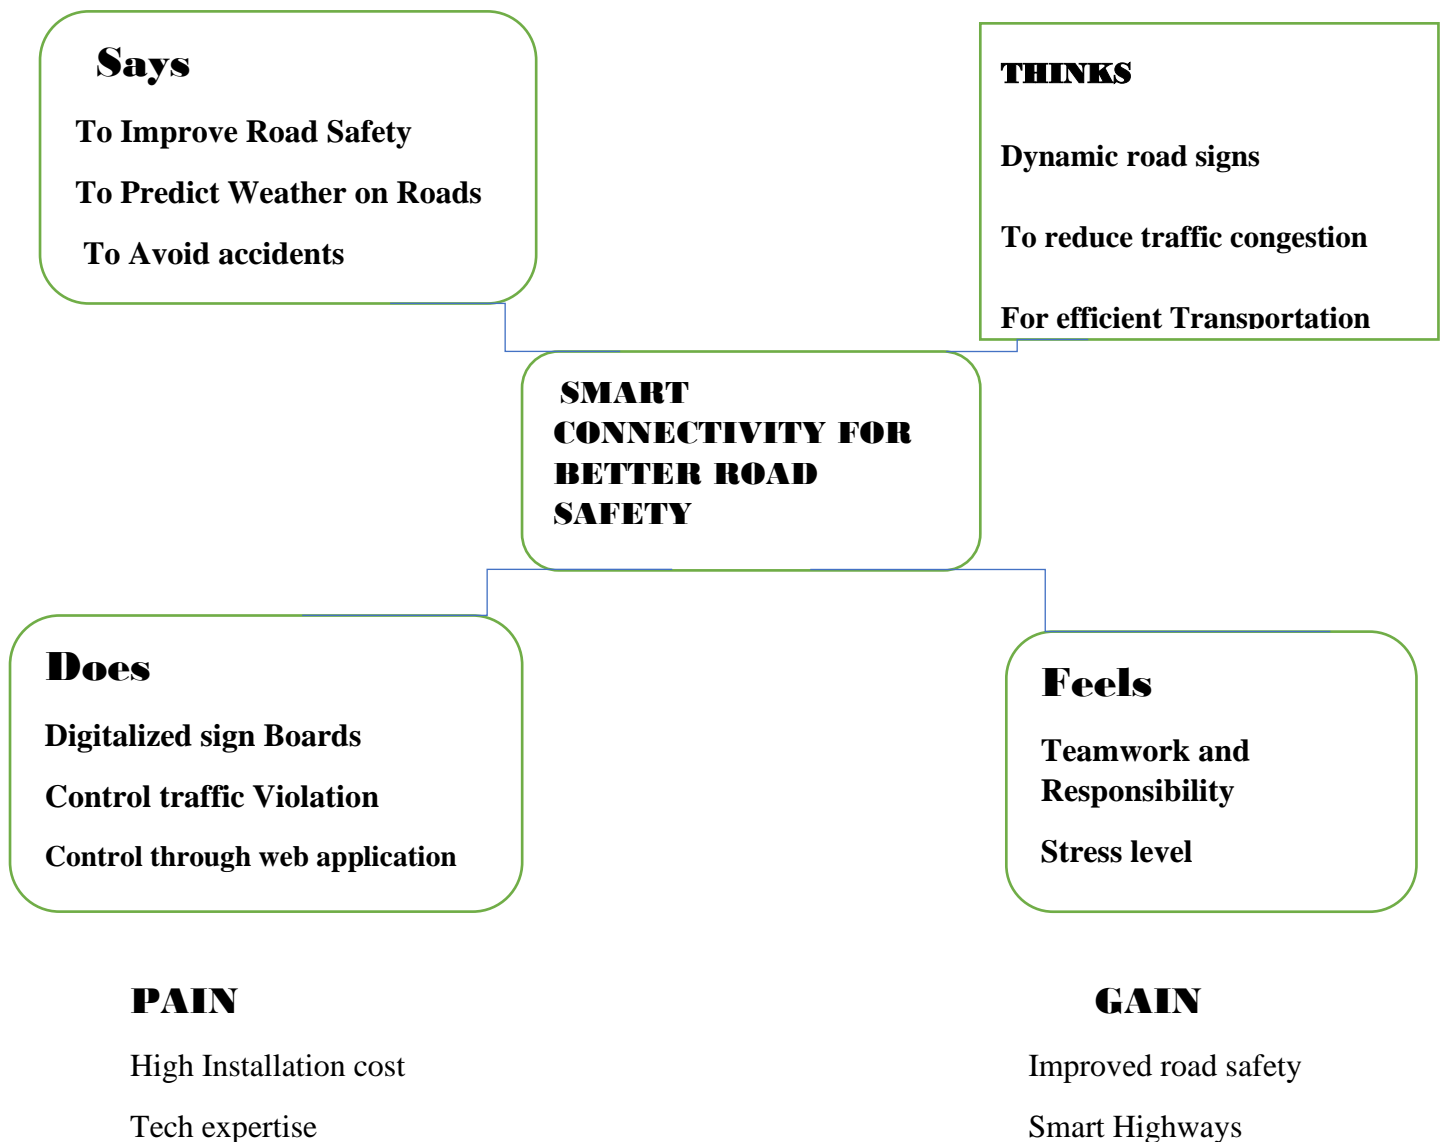 Says
To Improve Road Safety
To Predict Weather on Roads
To Avoid accidents
THINKS
Dynamic road signs
To reduce traffic congestion
For efficient Transportation
SMART
CONNECTIVITY FOR
BETTER ROAD
SAFETY
Does
Digitalized sign Boards
Control traffic Violation
Control through web application
Feels
Teamwork and
Responsibility
Stress level
PAIN
High Installation cost
Tech expertise
GAIN
Improved road safety
Smart Highways